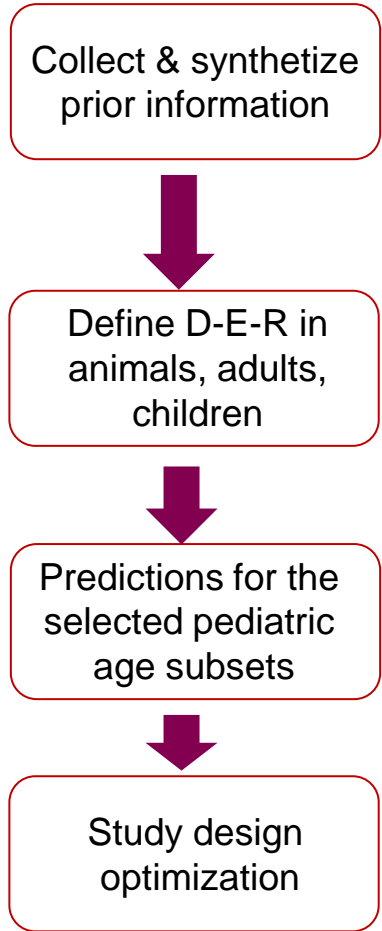 Collect & synthetize
prior information
Define D-E-R in
animals, adults,
children
Predictions for the
selected pediatric
age subsets
Study design
optimization